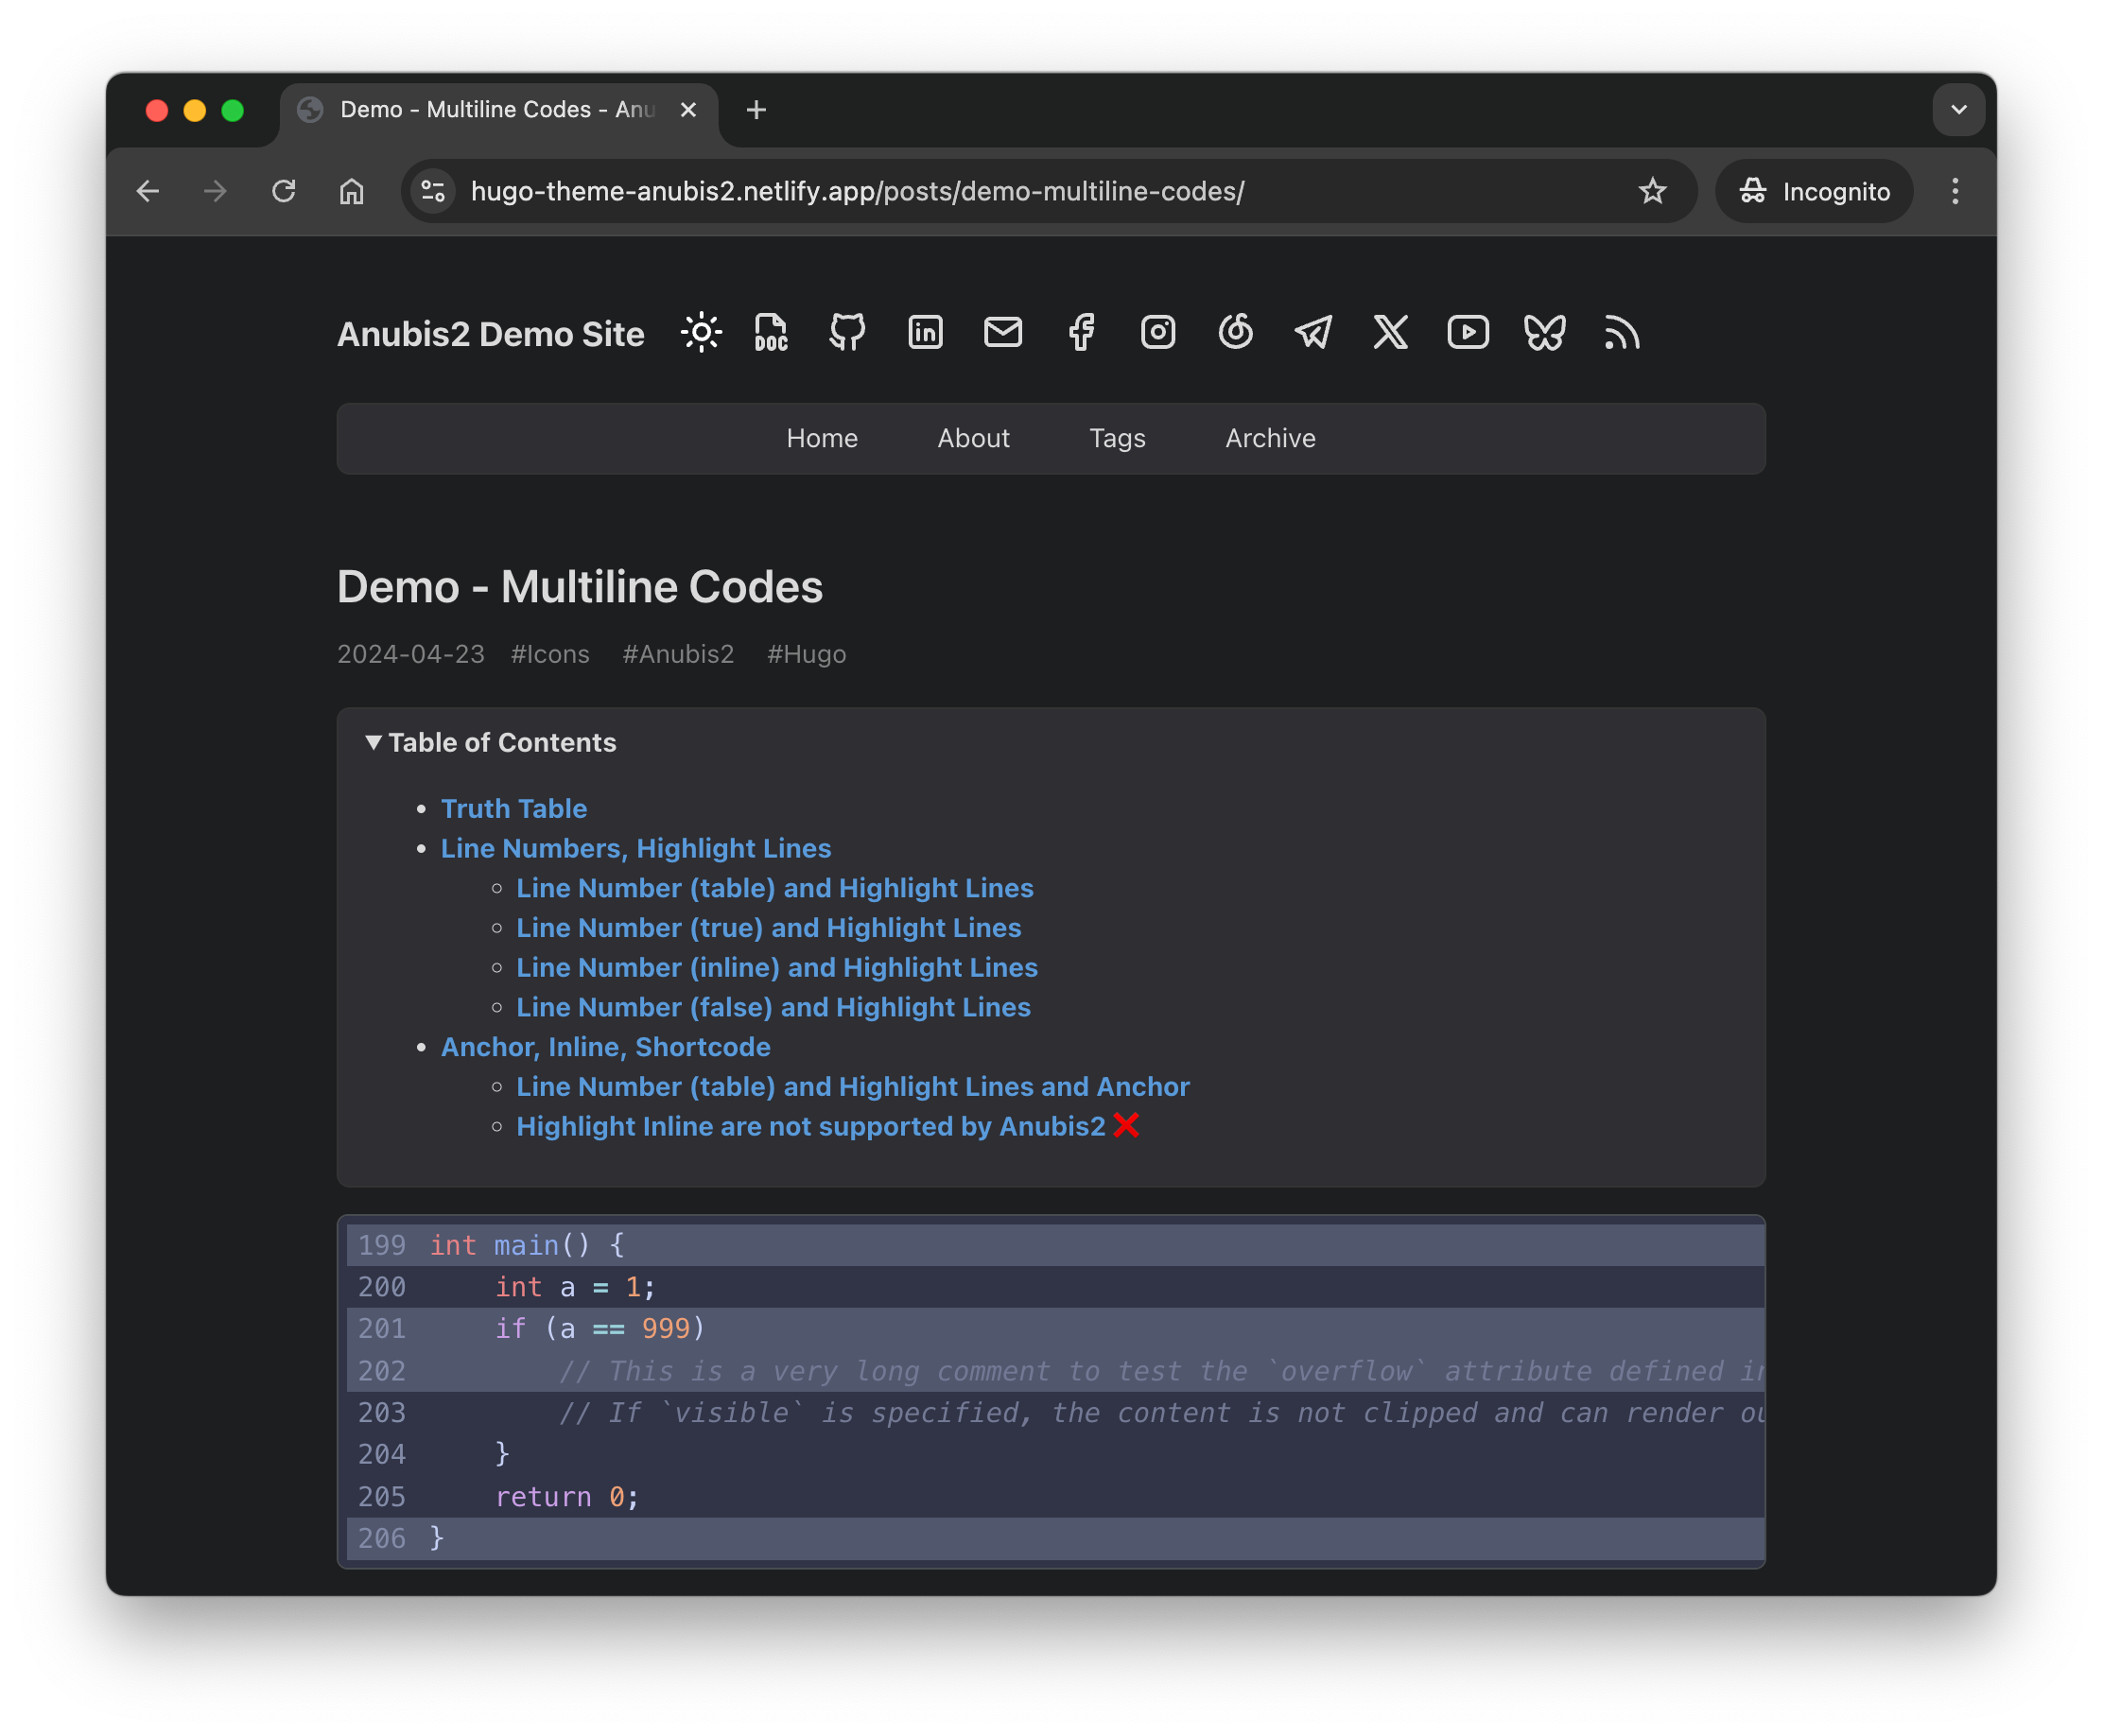 Demo - Multiline Codes - Anu
hugo-theme-anubis2.netlify.app/posts/demo-multiline-codes/
Incognito
Anubis2 Demo Site
DOC
in
Home About Tags Archive
Demo - Multiline Codes
2024-04-23 #Icons #Anubis2 #Hugo
▼ Table of Contents
• Truth Table
• Line Numbers, Highlight Lines
◦ Line Number (table) and Highlight Lines
◦ Line Number (true) and Highlight Lines
◦ Line Number (inline) and Highlight Lines
◦ Line Number (false) and Highlight Lines
• Anchor, Inline, Shortcode
◦ Line Number (table) and Highlight Lines and Anchor
◦ Highlight Inline are not supported by Anubis2 ❌
199 int main() {
200     int a = 1;
201     if (a == 999)
202         // This is a very long comment to test the `overflow` attribute defined in
203         // If `visible` is specified, the content is not clipped and can render ou
204     }
205     return 0;
206 }